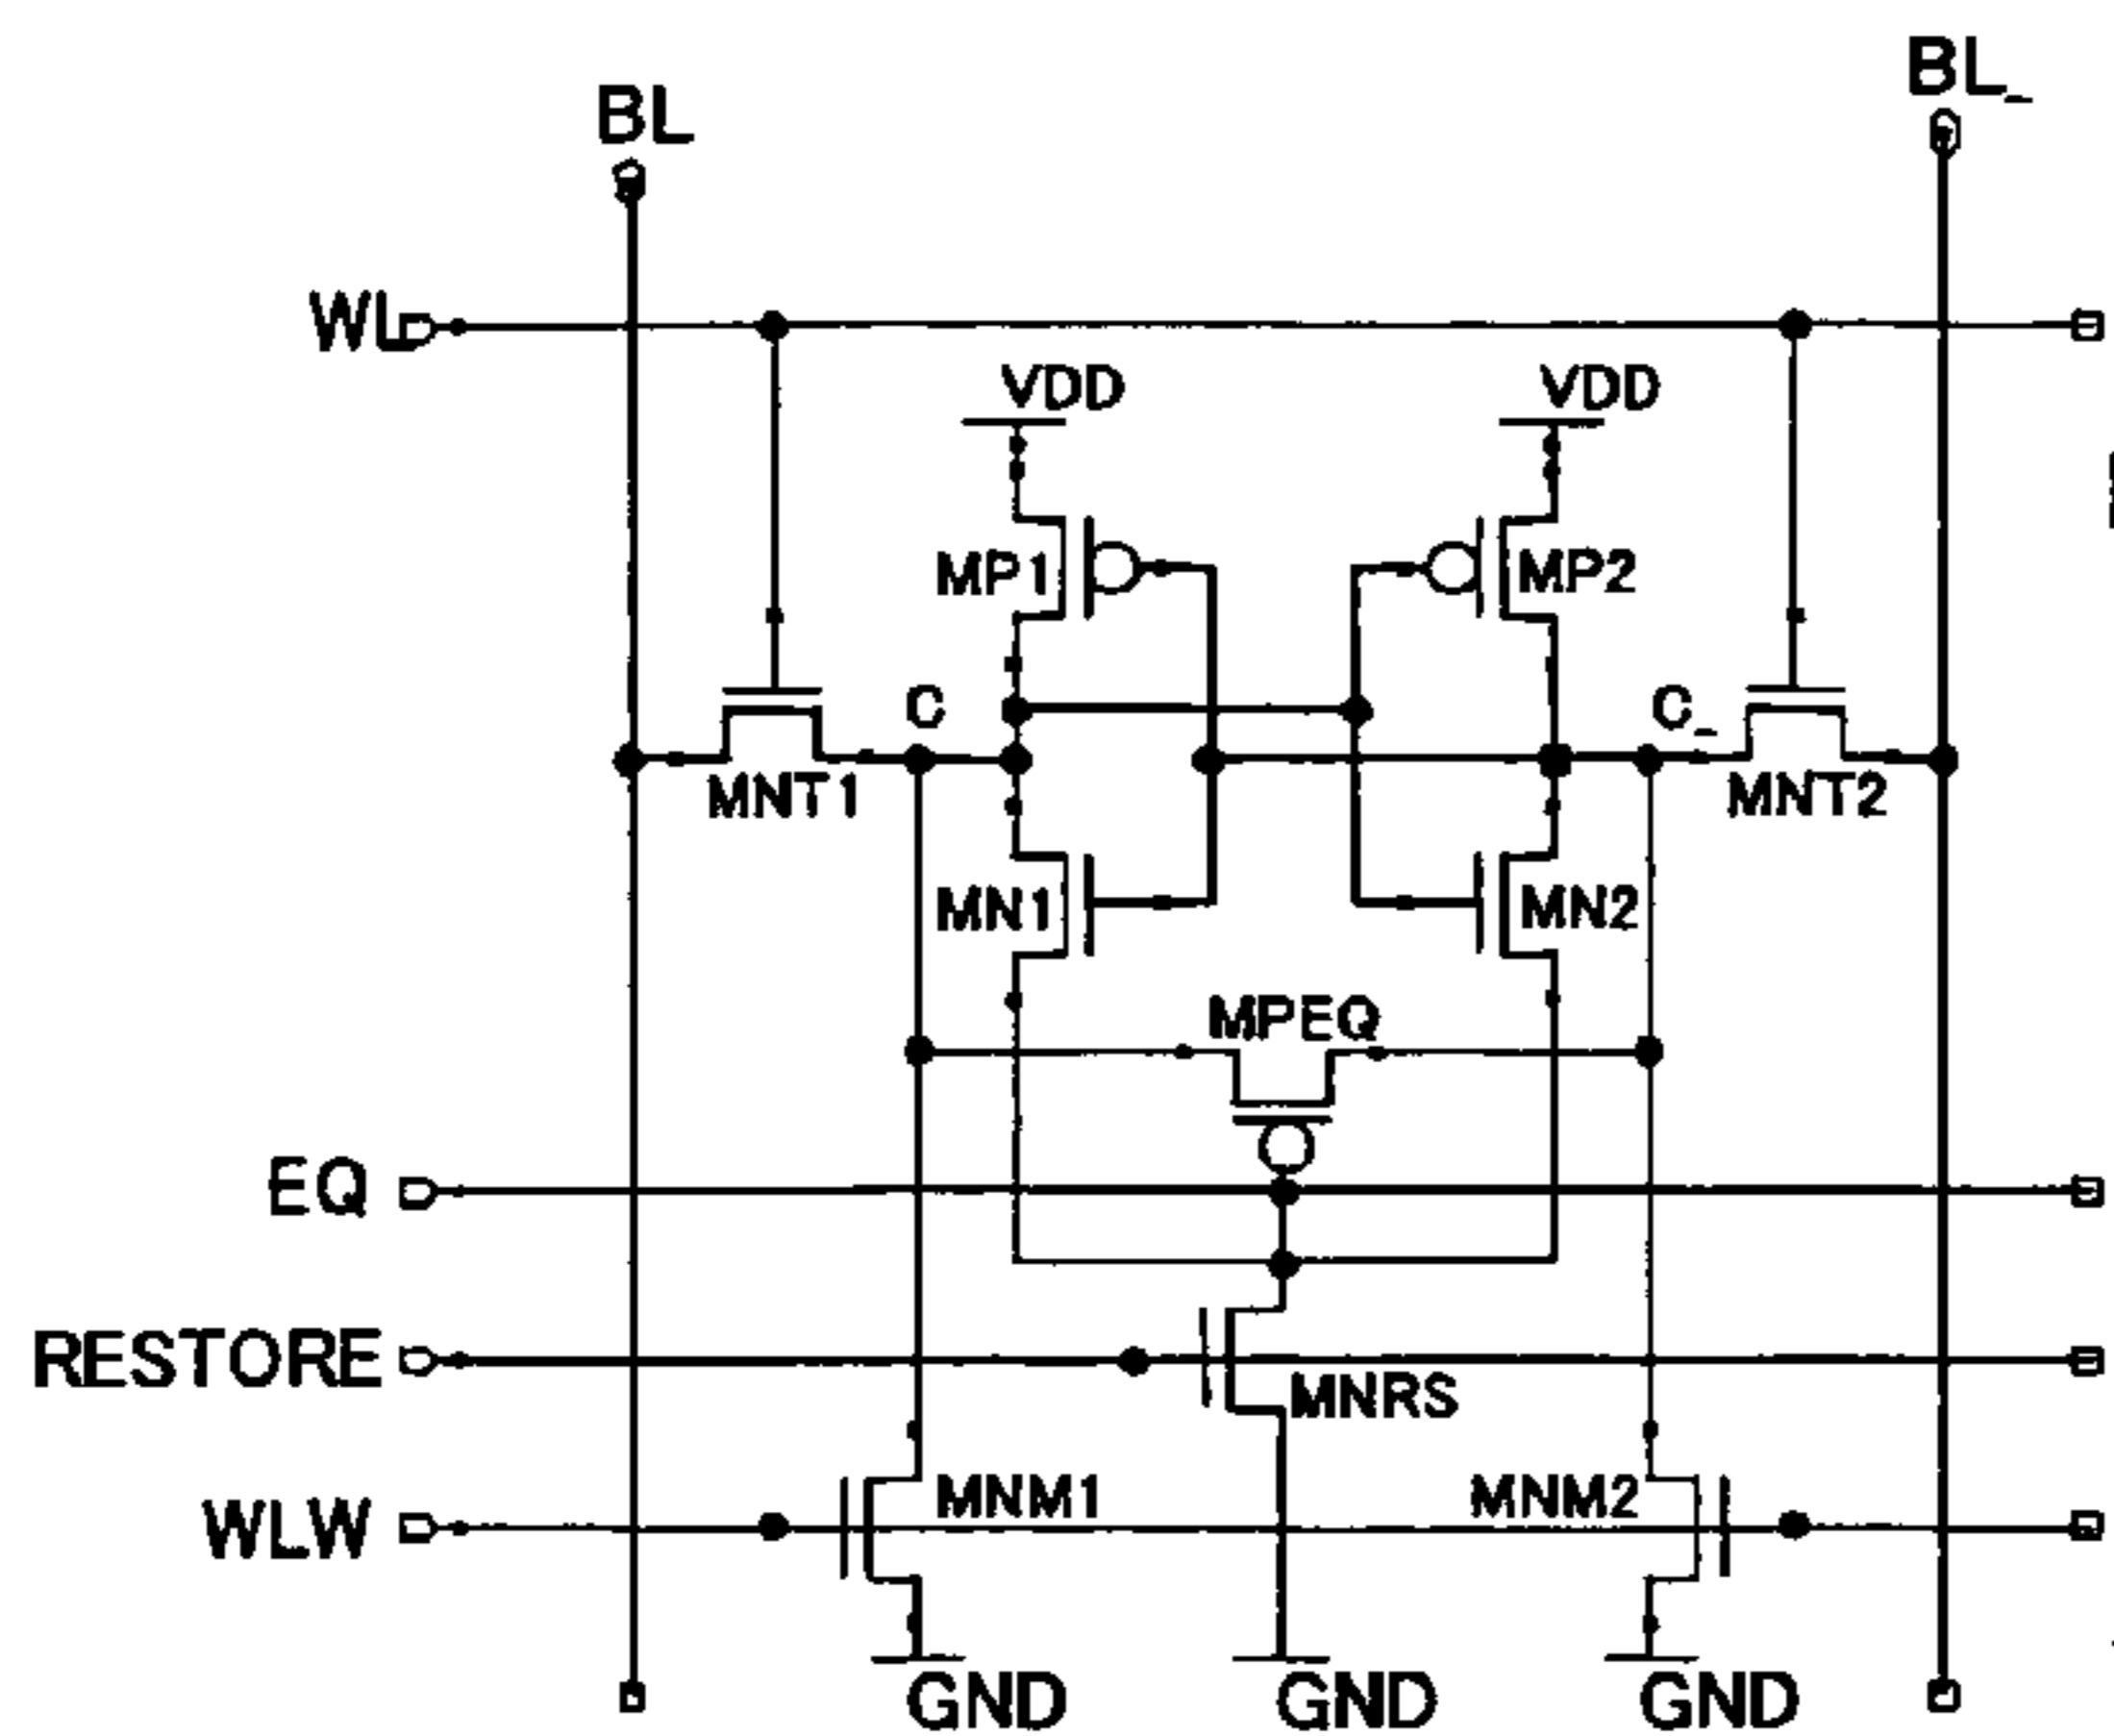 BL
BL_
WL
VDD
VDD
MP1
MP2
C
C_
MNT1
MNT2
MN1
MN2
MPEQ
EQ
RESTORE
MNRS
MNM1
MNM2
WLW
GND
GND
GND